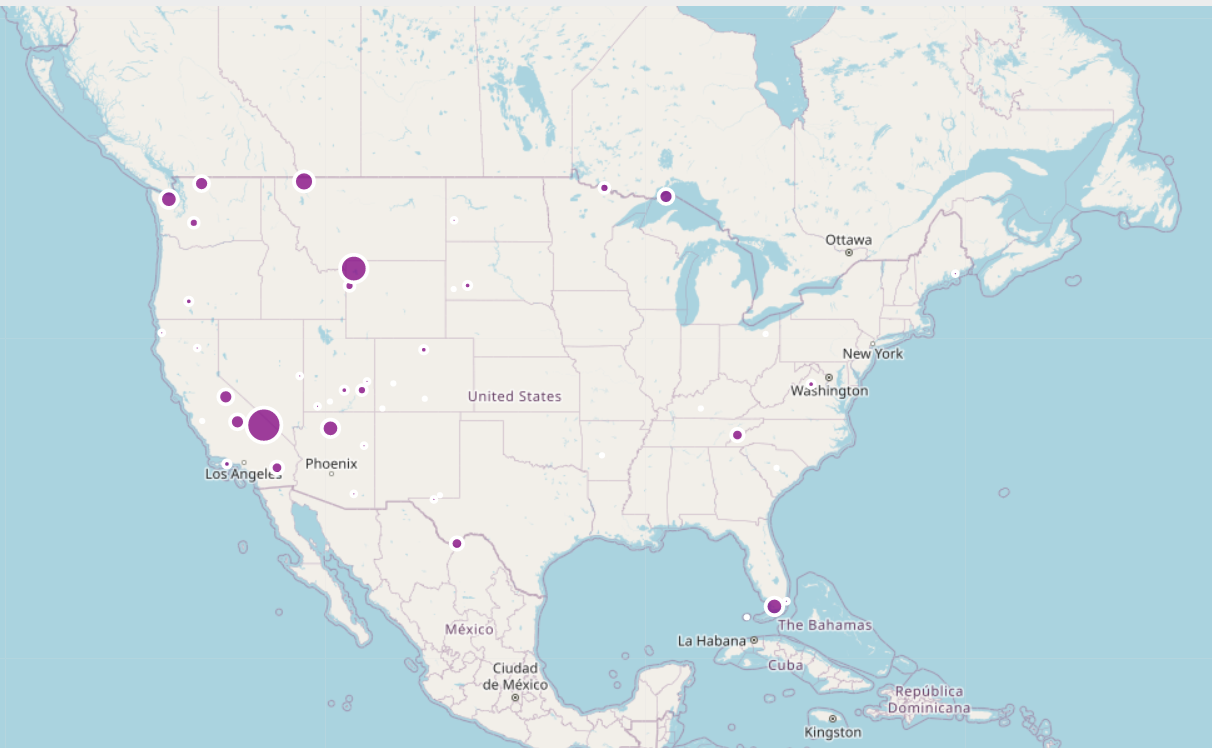 Ottawa
New York
Washington
United States
Phoenix
Los Angeles
The Bahamas
México
La Habana
Cuba
Ciudad
de México
República
Dominicana
Kingston